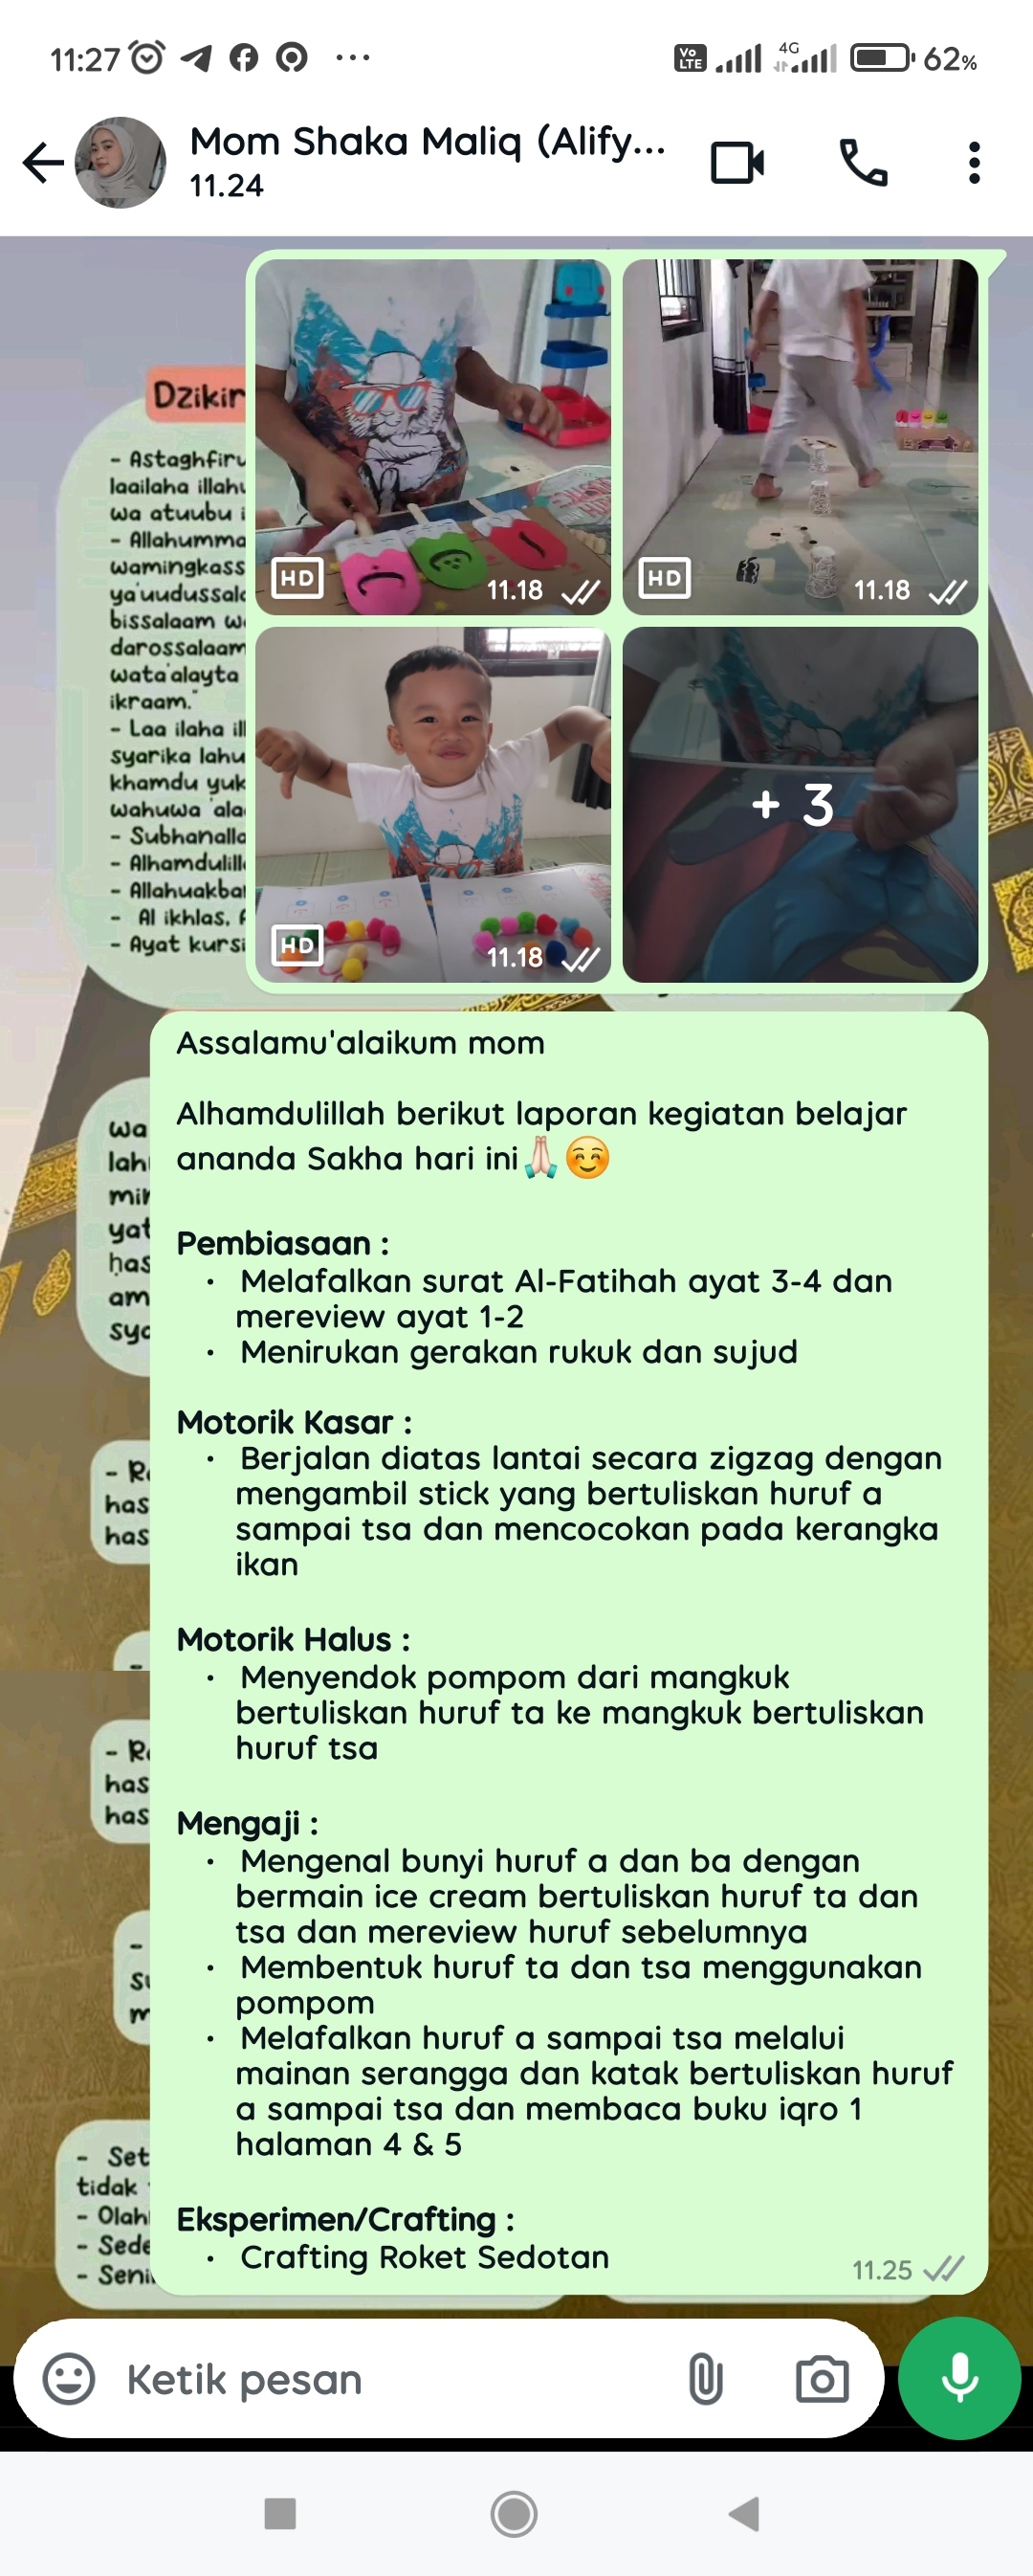 11:27
Vo LTE
4G
62%
Mom Shaka Maliq (Alify...
11.24
Dzikir
- Astaghfiru
laailaha illahu
wa atuubu i
- Allahumma
wamingkass
ya'uudussala
bissalaam wa
darossalaam
wata'alayta
ikraam."
- Laa ilaha ill
syarika lahu
khamdu yuk
wahuwa 'ala
- Subhanalla
- Alhamdulill
- Allahuakba
- Al ikhlas,
- Ayat kursi
HD 11.18
HD 11.18
HD 11.18
+ 3
Assalamu'alaikum mom
Alhamdulillah berikut laporan kegiatan belajar
ananda Sakha hari ini🙏🏻☺️
Pembiasaan :
• Melafalkan surat Al-Fatihah ayat 3-4 dan
mereview ayat 1-2
• Menirukan gerakan rukuk dan sujud
Motorik Kasar :
• Berjalan diatas lantai secara zigzag dengan
mengambil stick yang bertuliskan huruf a
sampai tsa dan mencocokan pada kerangka
ikan
Motorik Halus :
• Menyendok pompom dari mangkuk
bertuliskan huruf ta ke mangkuk bertuliskan
huruf tsa
Mengaji :
• Mengenal bunyi huruf a dan ba dengan
bermain ice cream bertuliskan huruf ta dan
tsa dan mereview huruf sebelumnya
• Membentuk huruf ta dan tsa menggunakan
pompom
• Melafalkan huruf a sampai tsa melalui
mainan serangga dan katak bertuliskan huruf
a sampai tsa dan membaca buku iqro 1
halaman 4 & 5
Eksperimen/Crafting :
• Crafting Roket Sedotan
11.25
wa
lah
mir
yat
ḥas
am
sya
- R
has
has
- R
has
has
- Set
tidak
- Olah
- Sede
- Seni
Ketik pesan